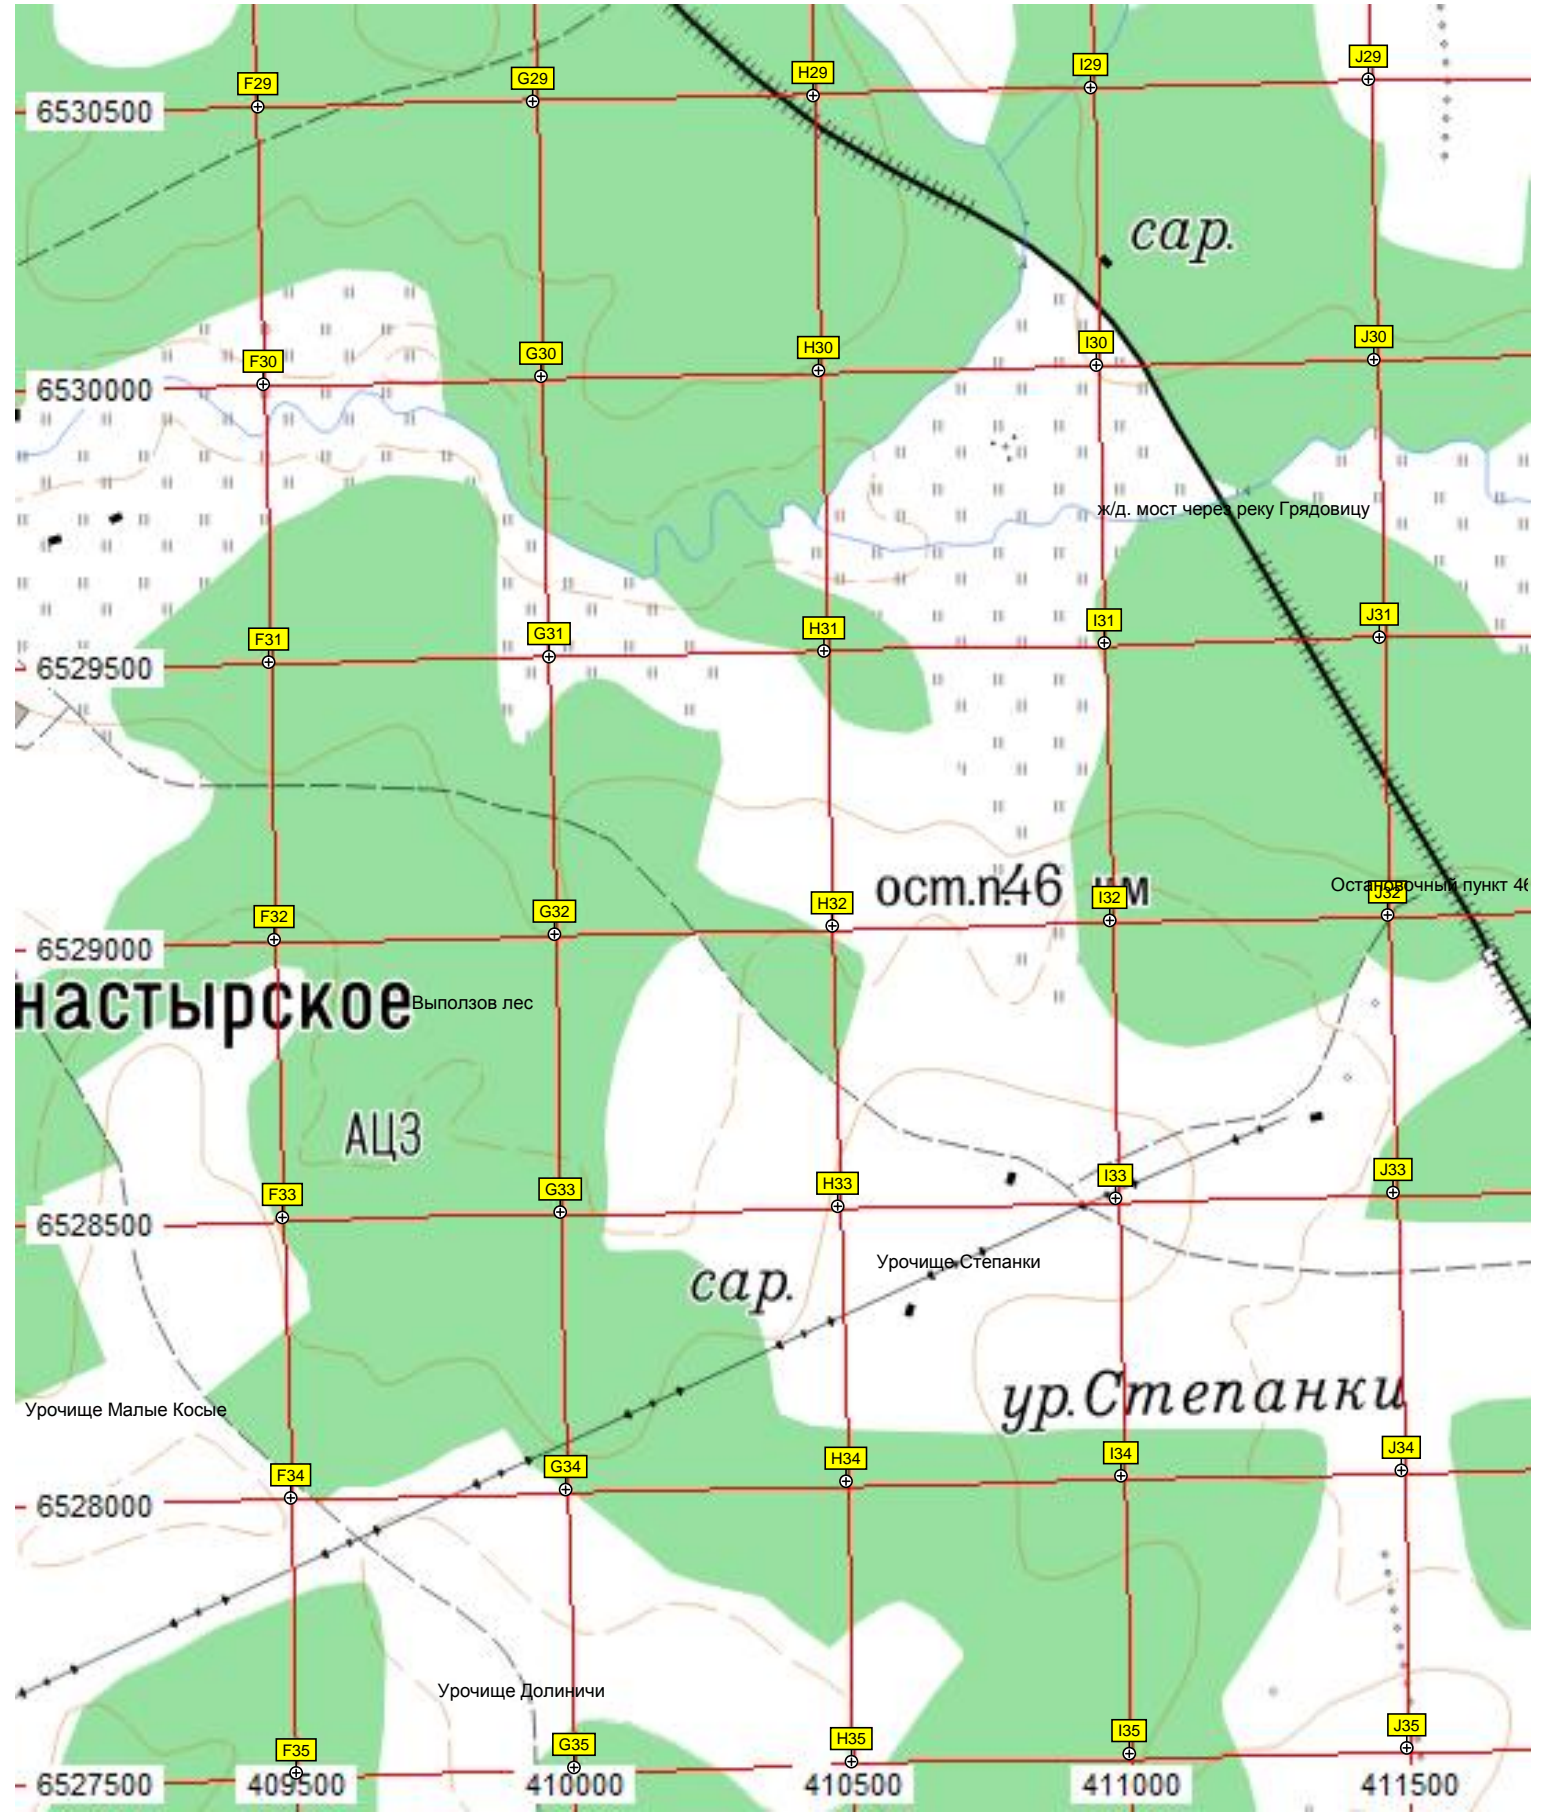 F29
G29
H29
I29
J29
6530500
сар.
F30
G30
H30
I30
J30
6530000
ж/д. мост через реку Грядовицу
F31
G31
H31
I31
J31
6529500
ост.п.46 км
Остановочный пункт 46
F32
G32
H32
I32
J32
6529000
настырское
Выползов лес
АЦЗ
F33
G33
H33
I33
J33
6528500
Урочище Степанки
сар.
ур.Степанки
Урочище Малые Косые
F34
G34
H34
I34
J34
6528000
Урочище Долиничи
F35
G35
H35
I35
J35
6527500
409500
410000
410500
411000
411500